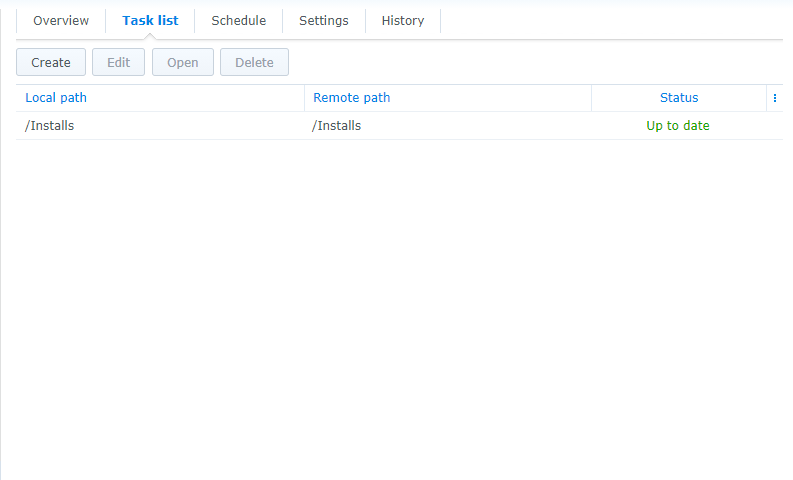 Overview Task list Schedule Settings History
Create Edit Open Delete
Local path Remote path Status
/Installs /Installs Up to date